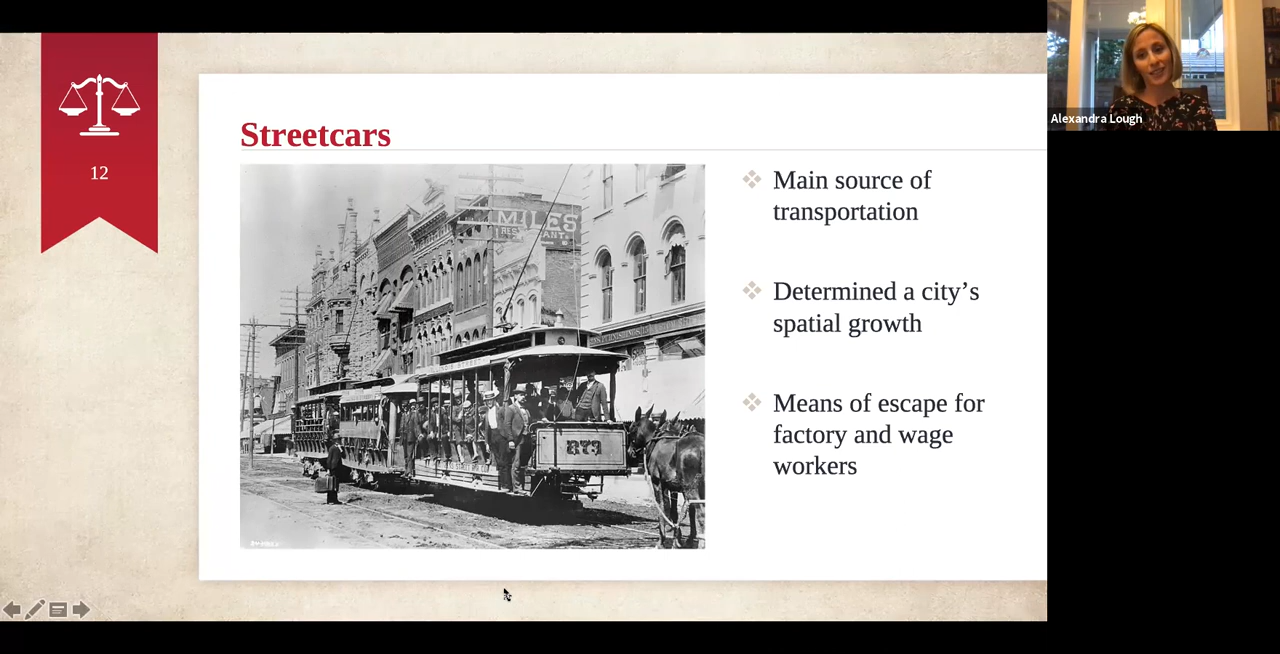 12
Streetcars
MILES
Main source of
transportation
Determined a city’s
spatial growth
Means of escape for
factory and wage
workers
873
Alexandra Lough